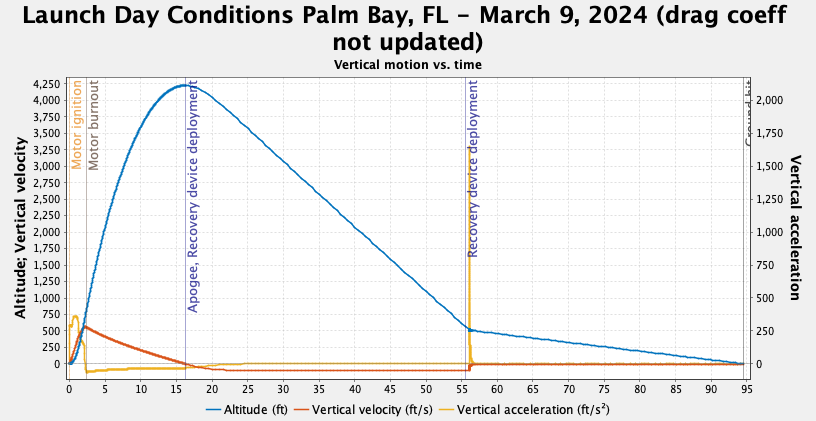 Launch Day Conditions Palm Bay, FL - March 9, 2024 (drag coeff
not updated)
Vertical motion vs. time
Altitude; Vertical velocity
4,250
4,000
3,750
3,500
3,250
3,000
2,750
2,500
2,250
2,000
1,750
1,500
1,250
1,000
750
500
250
0
Motor ignition
Motor burnout
Apogee, Recovery device deployment
Recovery device deployment
Ground hit
2,000
1,750
1,500
1,250
1,000
750
500
250
0
Vertical acceleration
0 5 10 15 20 25 30 35 40 45 50 55 60 65 70 75 80 85 90 95
Altitude (ft) Vertical velocity (ft/s) Vertical acceleration (ft/s²)